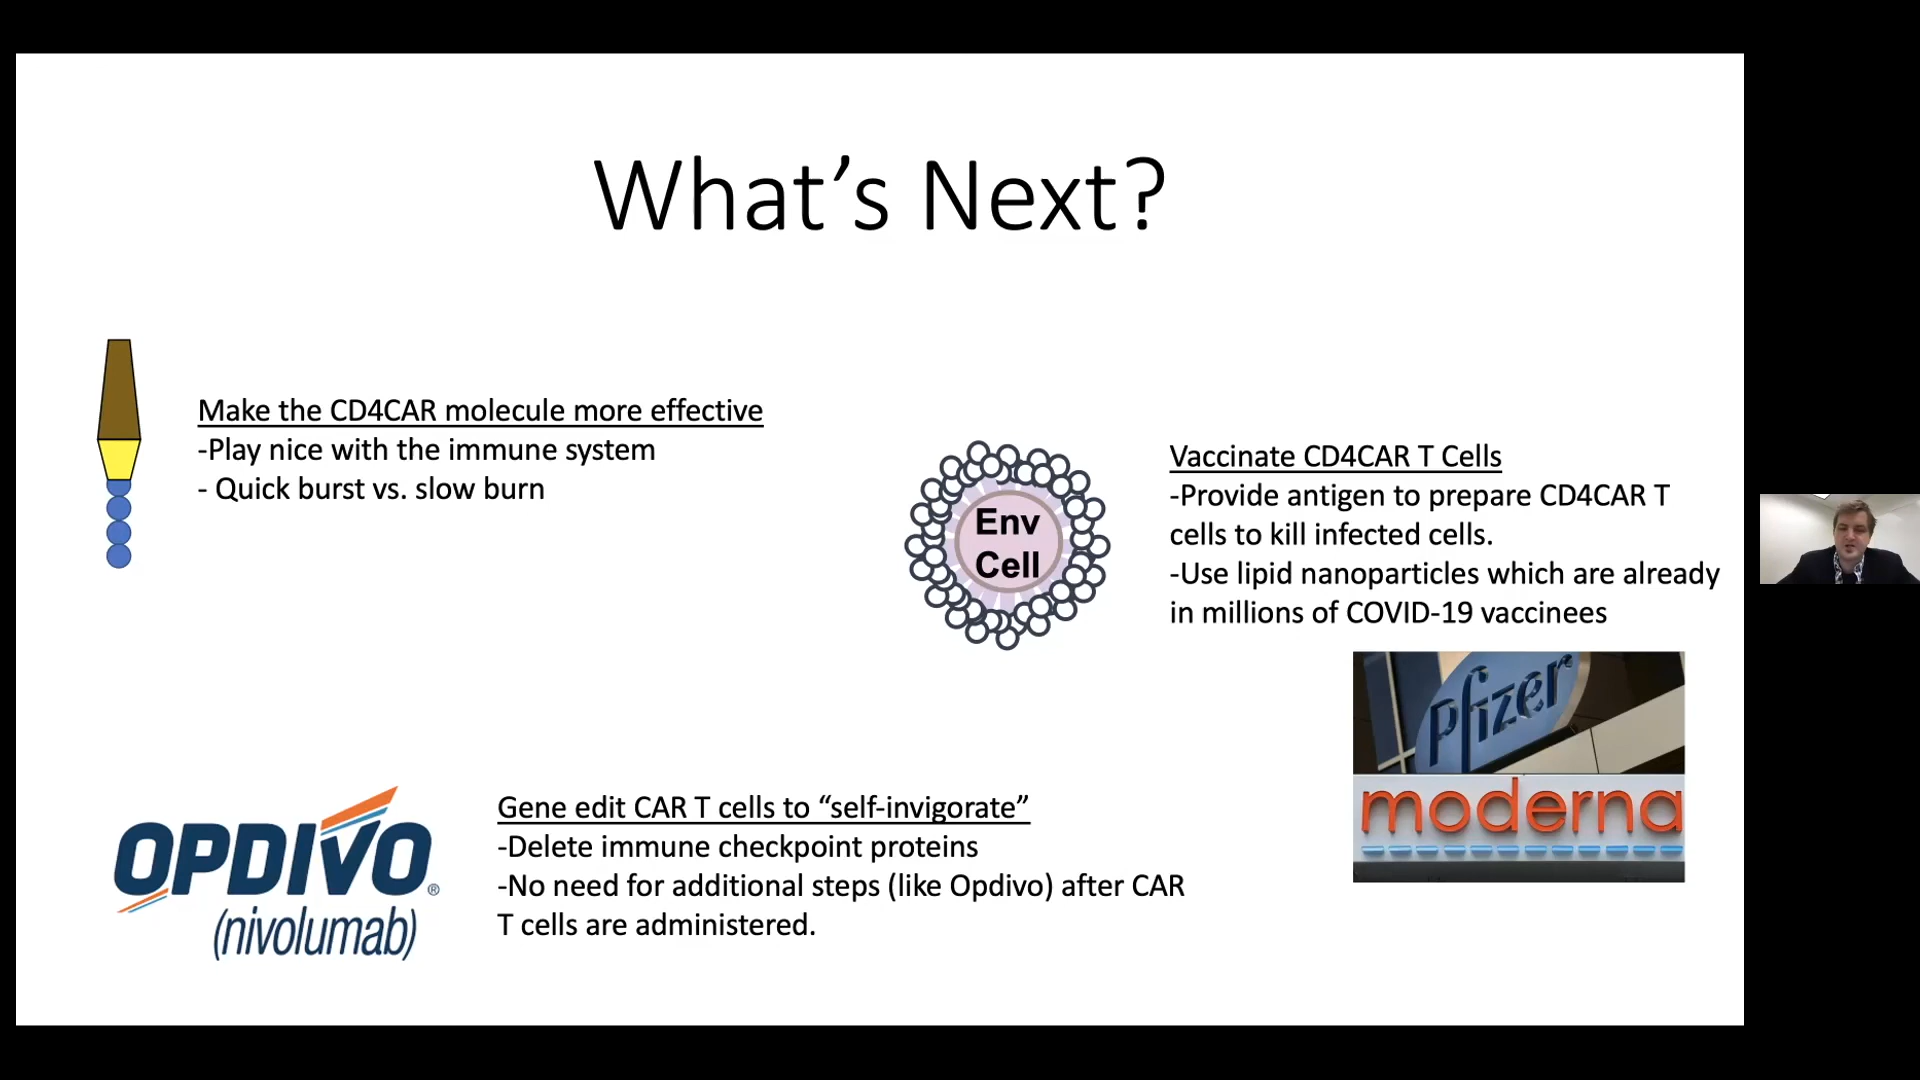 What’s Next?
Make the CD4CAR molecule more effective
-Play nice with the immune system
- Quick burst vs. slow burn
Env
Cell
Vaccinate CD4CAR T Cells
-Provide antigen to prepare CD4CAR T
cells to kill infected cells.
-Use lipid nanoparticles which are already
in millions of COVID-19 vaccinees
Pfizer
moderna
OPDIVO®
(nivolumab)
Gene edit CAR T cells to “self-invigorate”
-Delete immune checkpoint proteins
-No need for additional steps (like Opdivo) after CAR
T cells are administered.